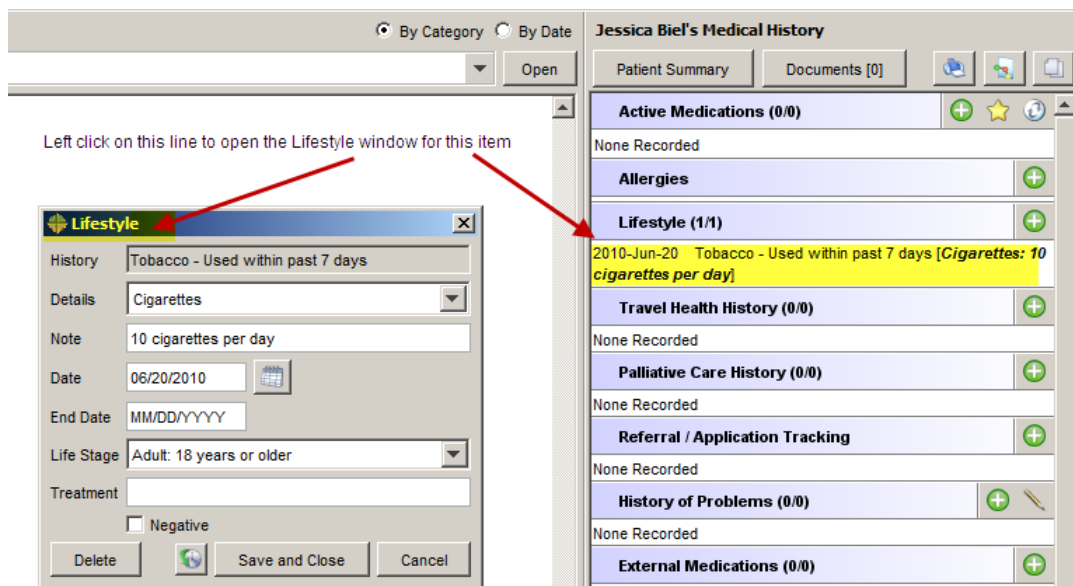 By Category By Date
Open
Left click on this line to open the Lifestyle window for this item
Lifestyle
History Tobacco - Used within past 7 days
Details Cigarettes
Note 10 cigarettes per day
Date 06/20/2010
End Date MM/DD/YYYY
Life Stage Adult: 18 years or older
Treatment
Negative
Delete Save and Close Cancel
Jessica Biel's Medical History
Patient Summary Documents [0]
Active Medications (0/0)
None Recorded
Allergies
Lifestyle (1/1)
2010-Jun-20 Tobacco - Used within past 7 days [Cigarettes: 10
cigarettes per day]
Travel Health History (0/0)
None Recorded
Palliative Care History (0/0)
None Recorded
Referral / Application Tracking
None Recorded
History of Problems (0/0)
None Recorded
External Medications (0/0)